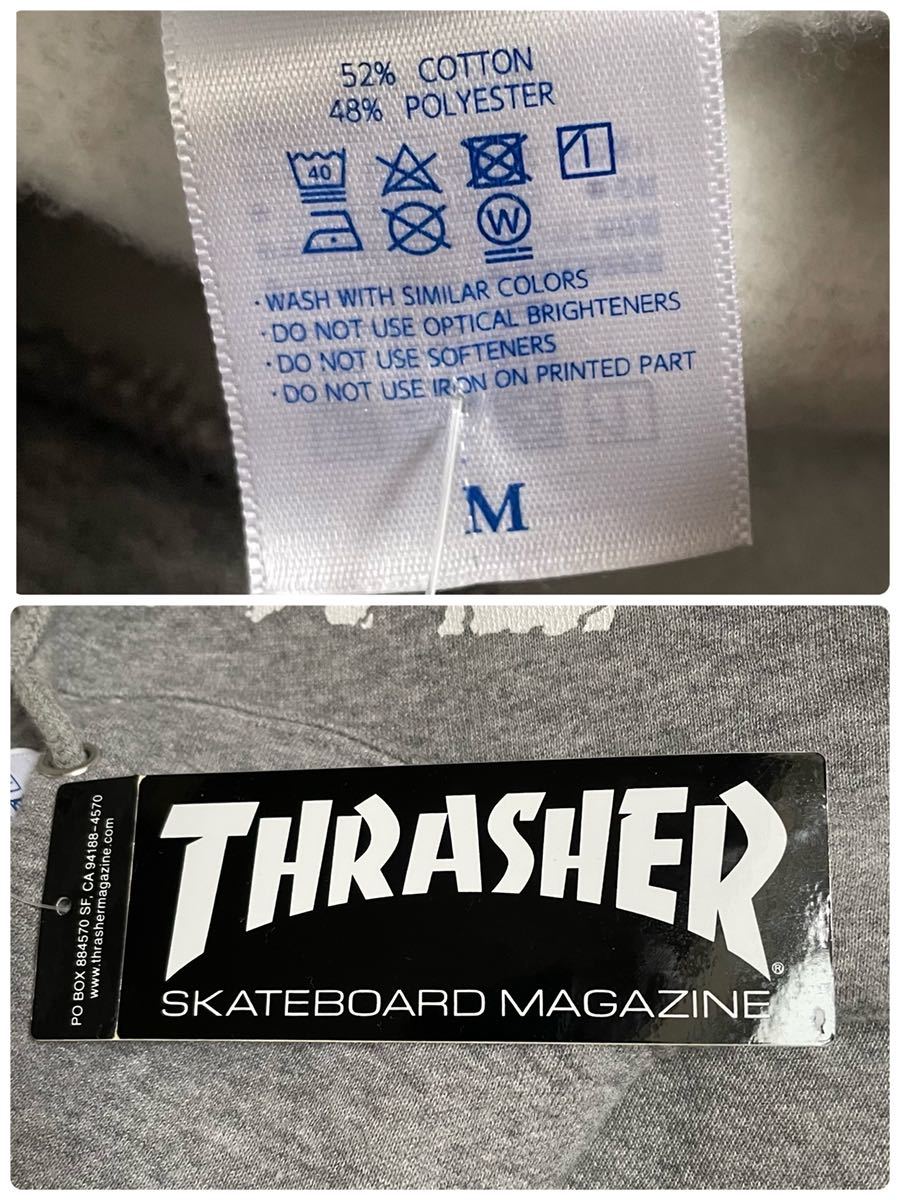 52% COTTON
48% POLYESTER
40
W
· WASH WITH SIMILAR COLORS
· DO NOT USE OPTICAL BRIGHTENERS
· DO NOT USE SOFTENERS
· DO NOT USE IRON ON PRINTED PART
M
PO BOX 884570 SF, CA 94188-4570
www.thrashermagazine.com
THRASHER®
SKATEBOARD MAGAZINE